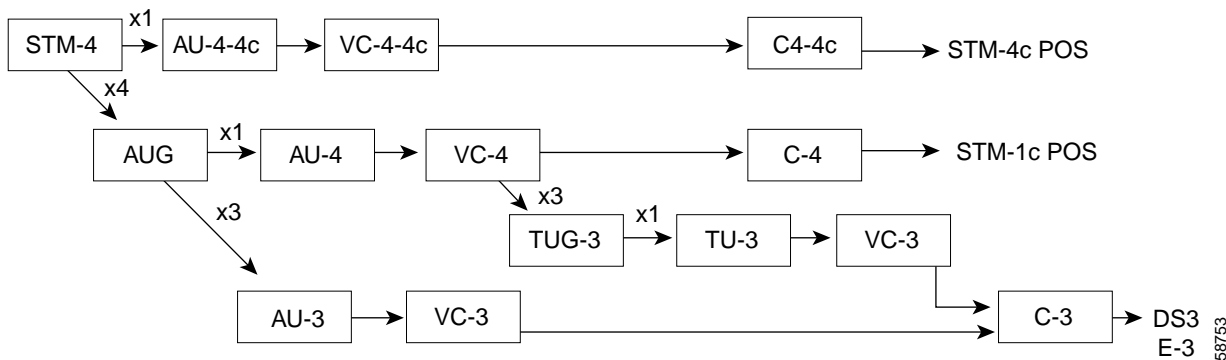 x1
STM-4
AU-4-4c
VC-4-4c
C4-4c
STM-4c POS
x4
x1
AUG
AU-4
VC-4
C-4
STM-1c POS
x3
x3
x1
TUG-3
TU-3
VC-3
AU-3
VC-3
C-3
DS3
E-3
58753